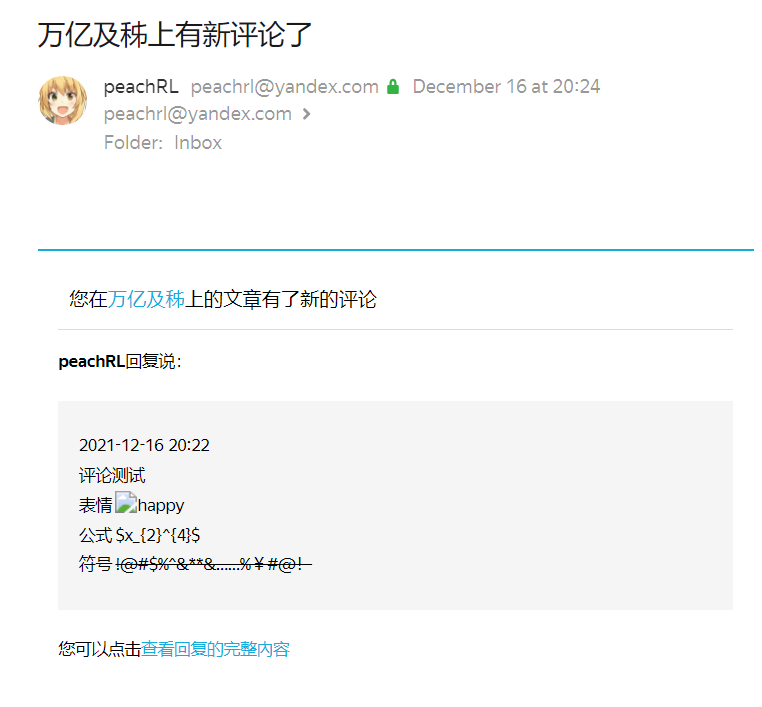 万亿及秭上有新评论了
peachRL peachrl@yandex.com December 16 at 20:24
peachrl@yandex.com >
Folder: Inbox
您在万亿及秭上的文章有了新的评论
peachRL回复说：
2021-12-16 20:22
评论测试
表情 happy
公式 $x_{2}^{4}$
符号 !@#$%^&**&……%￥#@！
您可以点击查看回复的完整内容